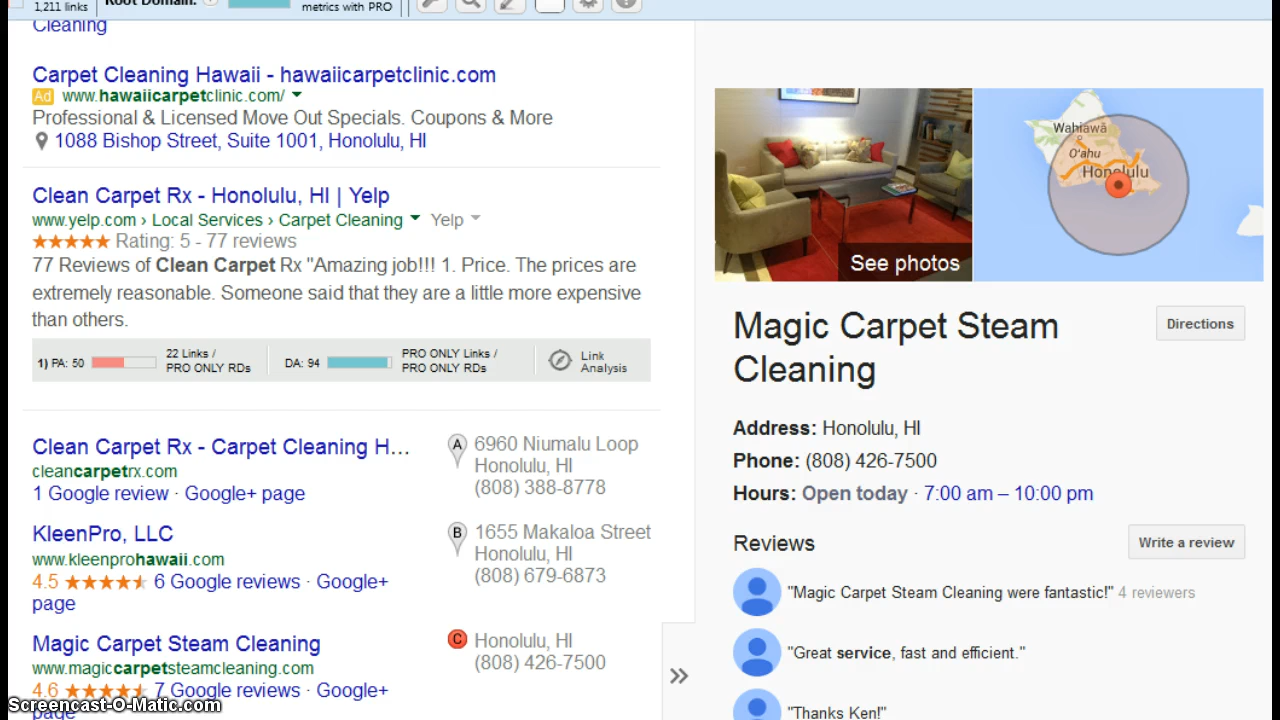 1,211 links
Root Domain:
metrics with PRO
Cleaning
Carpet Cleaning Hawaii - hawaiicarpetclinic.com
Ad www.hawaiicarpetclinic.com/
Professional & Licensed Move Out Specials. Coupons & More
1088 Bishop Street, Suite 1001, Honolulu, HI
Clean Carpet Rx - Honolulu, HI | Yelp
www.yelp.com › Local Services › Carpet Cleaning Yelp
Rating: 5 - 77 reviews
77 Reviews of Clean Carpet Rx "Amazing job!!! 1. Price. The prices are
extremely reasonable. Someone said that they are a little more expensive
than others.
1) PA: 50
22 Links /
PRO ONLY RDs
DA: 94
PRO ONLY Links /
PRO ONLY RDs
Link
Analysis
Clean Carpet Rx - Carpet Cleaning H...
cleancarpetrx.com
1 Google review · Google+ page
A
6960 Niumalu Loop
Honolulu, HI
(808) 388-8778
KleenPro, LLC
www.kleenprohawaii.com
4.5 6 Google reviews · Google+
page
B
1655 Makaloa Street
Honolulu, HI
(808) 679-6873
Magic Carpet Steam Cleaning
www.magiccarpetsteamcleaning.com
4.6 7 Google reviews · Google+
page
C
Honolulu, HI
(808) 426-7500
See photos
Wahiawā
O'ahu
Honolulu
Magic Carpet Steam
Cleaning
Directions
Address: Honolulu, HI
Phone: (808) 426-7500
Hours: Open today · 7:00 am – 10:00 pm
Reviews
Write a review
"Magic Carpet Steam Cleaning were fantastic!" 4 reviewers
"Great service, fast and efficient."
"Thanks Ken!"
»
Screencast-O-Matic.com